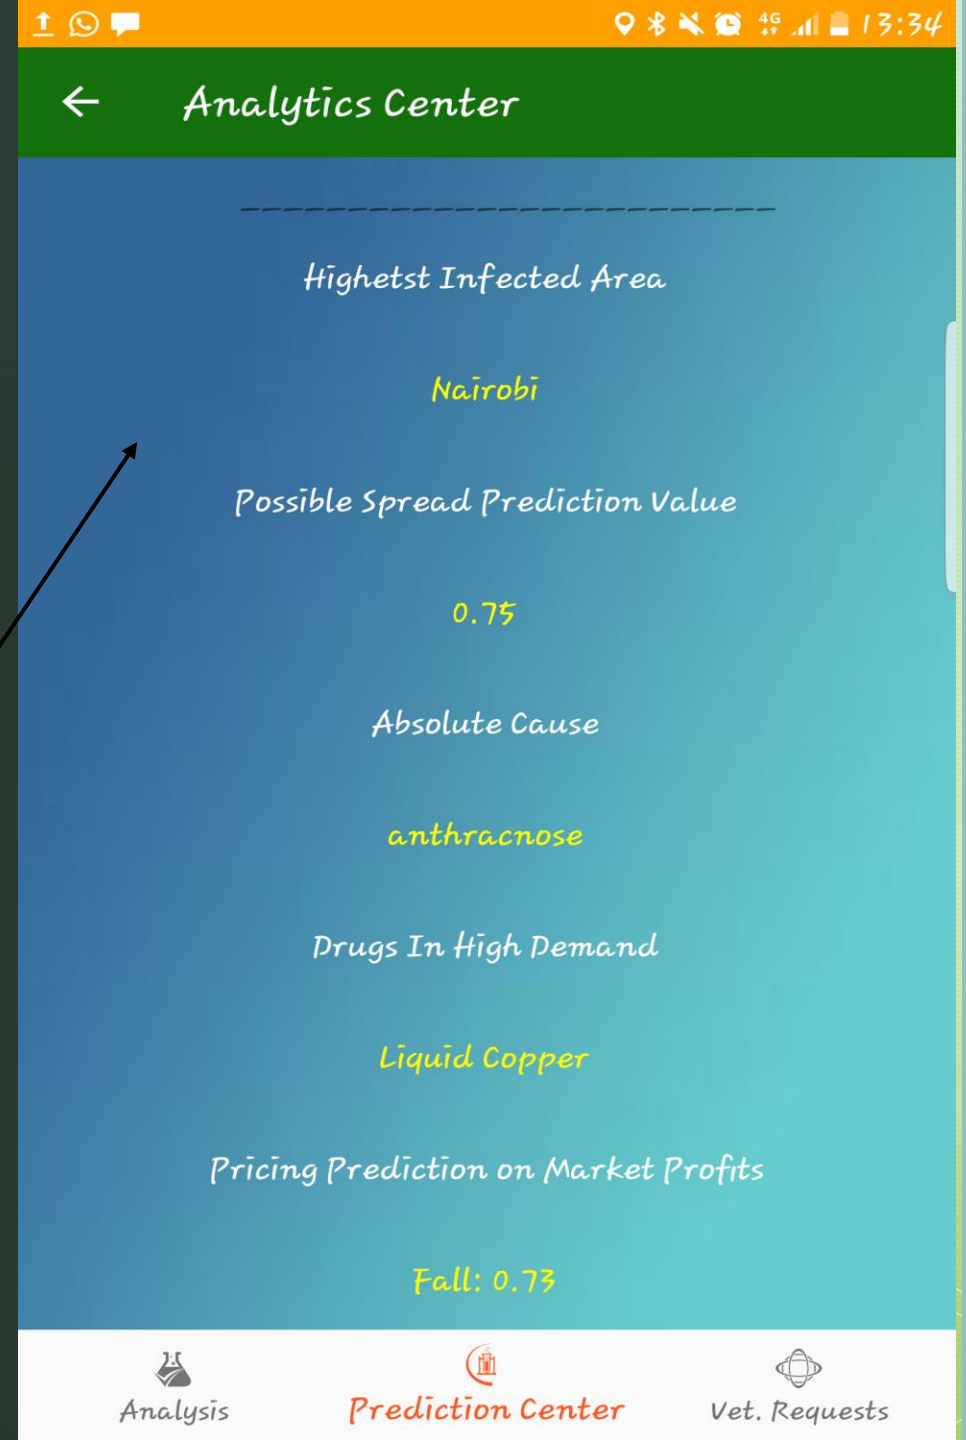 4G 13:34
Analytics Center
-------------------------
Highetst Infected Area
Nairobi
Possible Spread Prediction Value
0.75
Absolute Cause
anthracnose
Drugs In High Demand
Liquid Copper
Pricing Prediction on Market Profits
Fall: 0.73
Analysis Prediction Center Vet. Requests